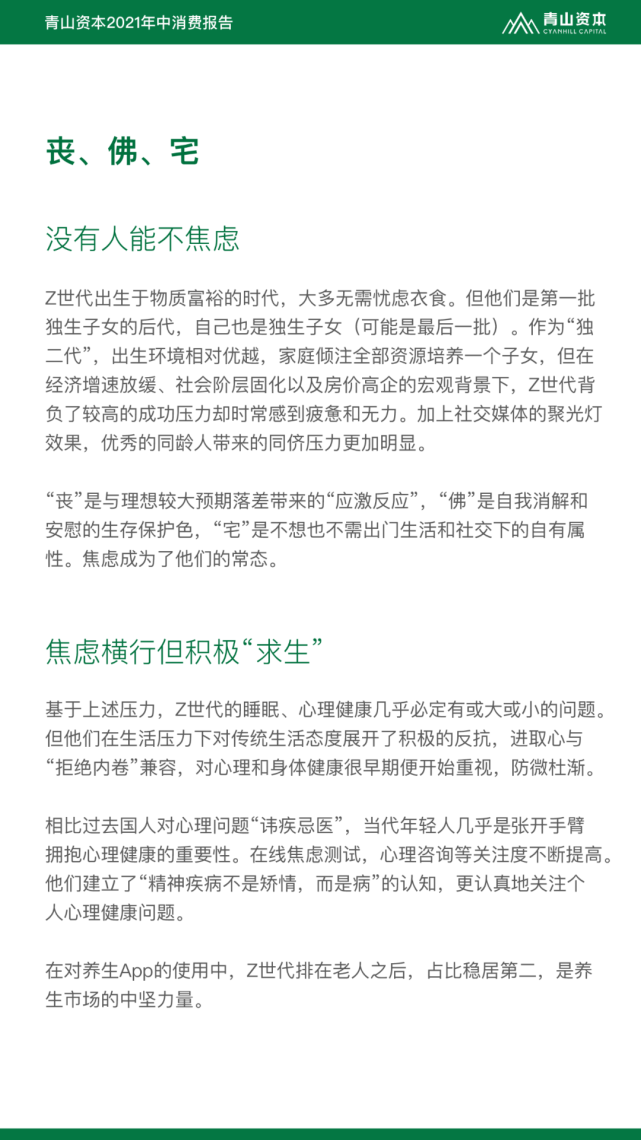 青山资本2021年中消费报告
青山资本
CYANHILL CAPITAL
丧、佛、宅
没有人能不焦虑
Z世代出生于物质富裕的时代，大多无需忧虑衣食。但他们是第一批
独生子女的后代，自己也是独生子女（可能是最后一批）。作为“独
二代”，出生环境相对优越，家庭倾注全部资源培养一个子女，但在
经济增速放缓、社会阶层固化以及房价高企的宏观背景下，Z世代背
负了较高的成功压力却时常感到疲惫和无力。加上社交媒体的聚光灯
效果，优秀的同龄人带来的同侪压力更加明显。
“丧”是与理想较大预期落差带来的“应激反应”，“佛”是自我消解和
安慰的生存保护色，“宅”是不想也不需出门生活和社交下的自有属
性。焦虑成为了他们的常态。
焦虑横行但积极“求生”
基于上述压力，Z世代的睡眠、心理健康几乎必定有或大或小的问题。
但他们在生活压力下对传统生活态度展开了积极的反抗，进取心与
“拒绝内卷”兼容，对心理和身体健康很早期便开始重视，防微杜渐。
相比过去国人对心理问题“讳疾忌医”，当代年轻人几乎是张开手臂
拥抱心理健康的重要性。在线焦虑测试，心理咨询等关注度不断提高。
他们建立了“精神疾病不是矫情，而是病”的认知，更认真地关注个
人心理健康问题。
在对养生App的使用中，Z世代排在老人之后，占比稳居第二，是养
生市场的中坚力量。